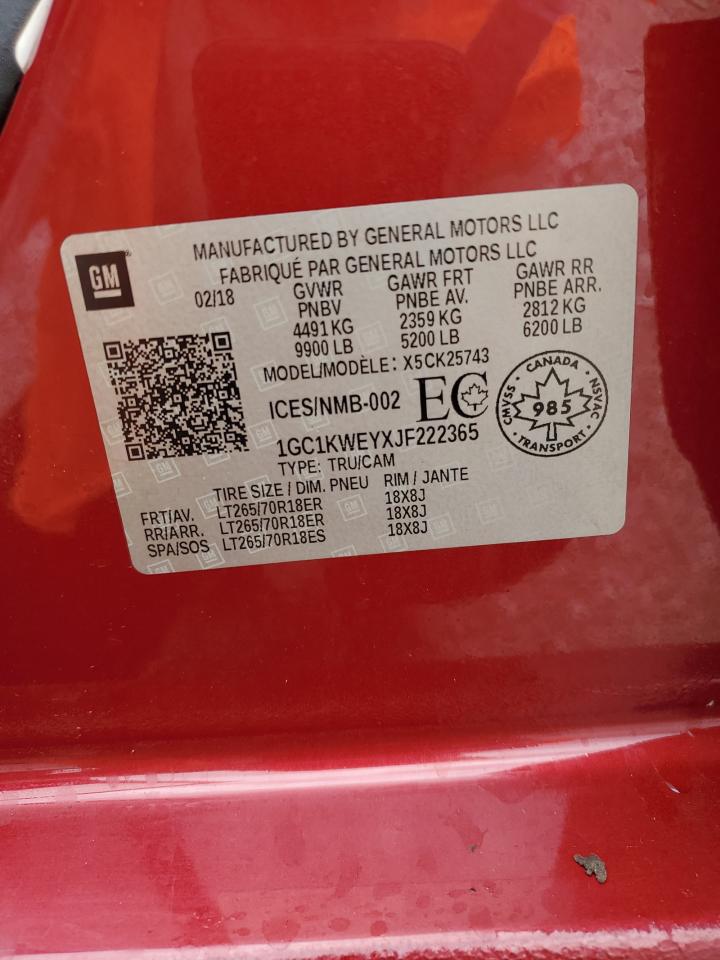 MANUFACTURED BY GENERAL MOTORS LLC
FABRIQUÉ PAR GENERAL MOTORS LLC
GM
02/18
GVWR
PNBV
4491 KG
9900 LB
GAWR FRT
PNBE AV.
2359 KG
5200 LB
GAWR RR
PNBE ARR.
2812 KG
6200 LB
MODEL/MODÈLE: X5CK25743
ICES/NMB-002 EC
CANADA
CMVSS 985 NSVAC
TRANSPORT
1GC1KWEYXJF222365
TYPE: TRU/CAM
TIRE SIZE / DIM. PNEU RIM / JANTE
FRT/AV. LT265/70R18ER 18X8J
RR/ARR. LT265/70R18ER 18X8J
SPA/SOS LT265/70R18ES 18X8J